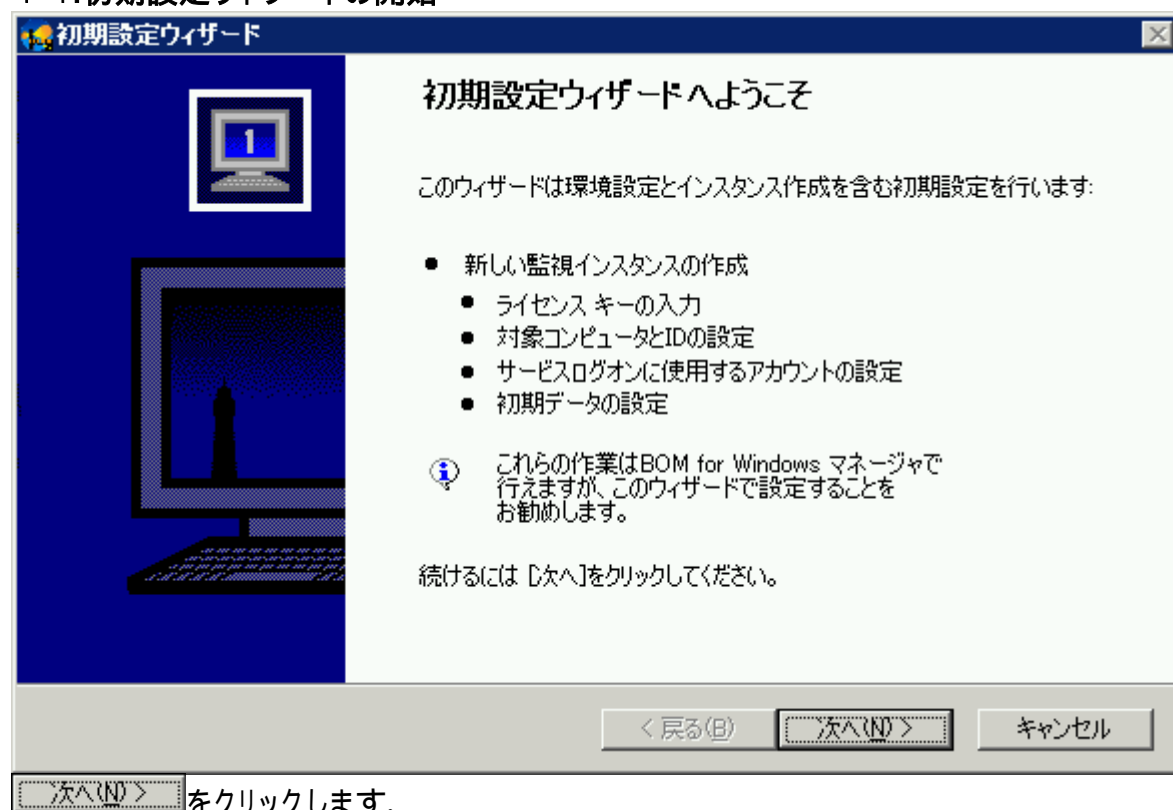 初期設定ウィザード
初期設定ウィザードへようこそ
1
このウィザードは環境設定とインスタンス作成を含む初期設定を行います:
● 新しい監視インスタンスの作成
● ライセンス キーの入力
● 対象コンピュータとIDの設定
● サービスログオンに使用するアカウントの設定
● 初期データの設定
これらの作業はBOM for Windows マネージャで
行えますが、このウィザードで設定することを
お勧めします。
続けるには [次へ]をクリックしてください。
< 戻る(B) 次へ(N) > キャンセル
次へ(N) > をクリックします.